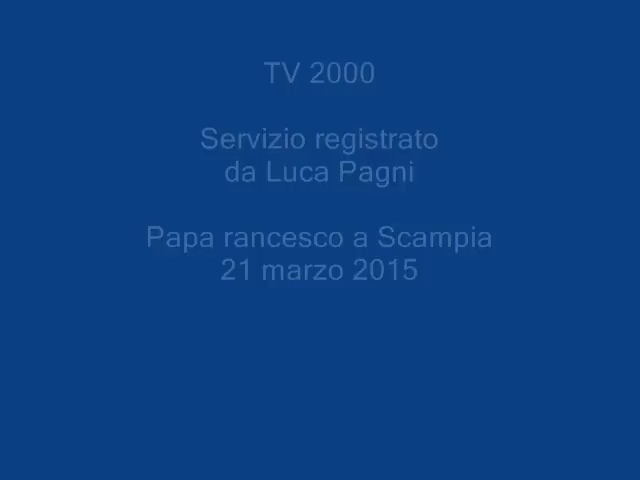 TV 2000
Servizio registrato
da Luca Pagni
Papa rancesco a Scampia
21 marzo 2015